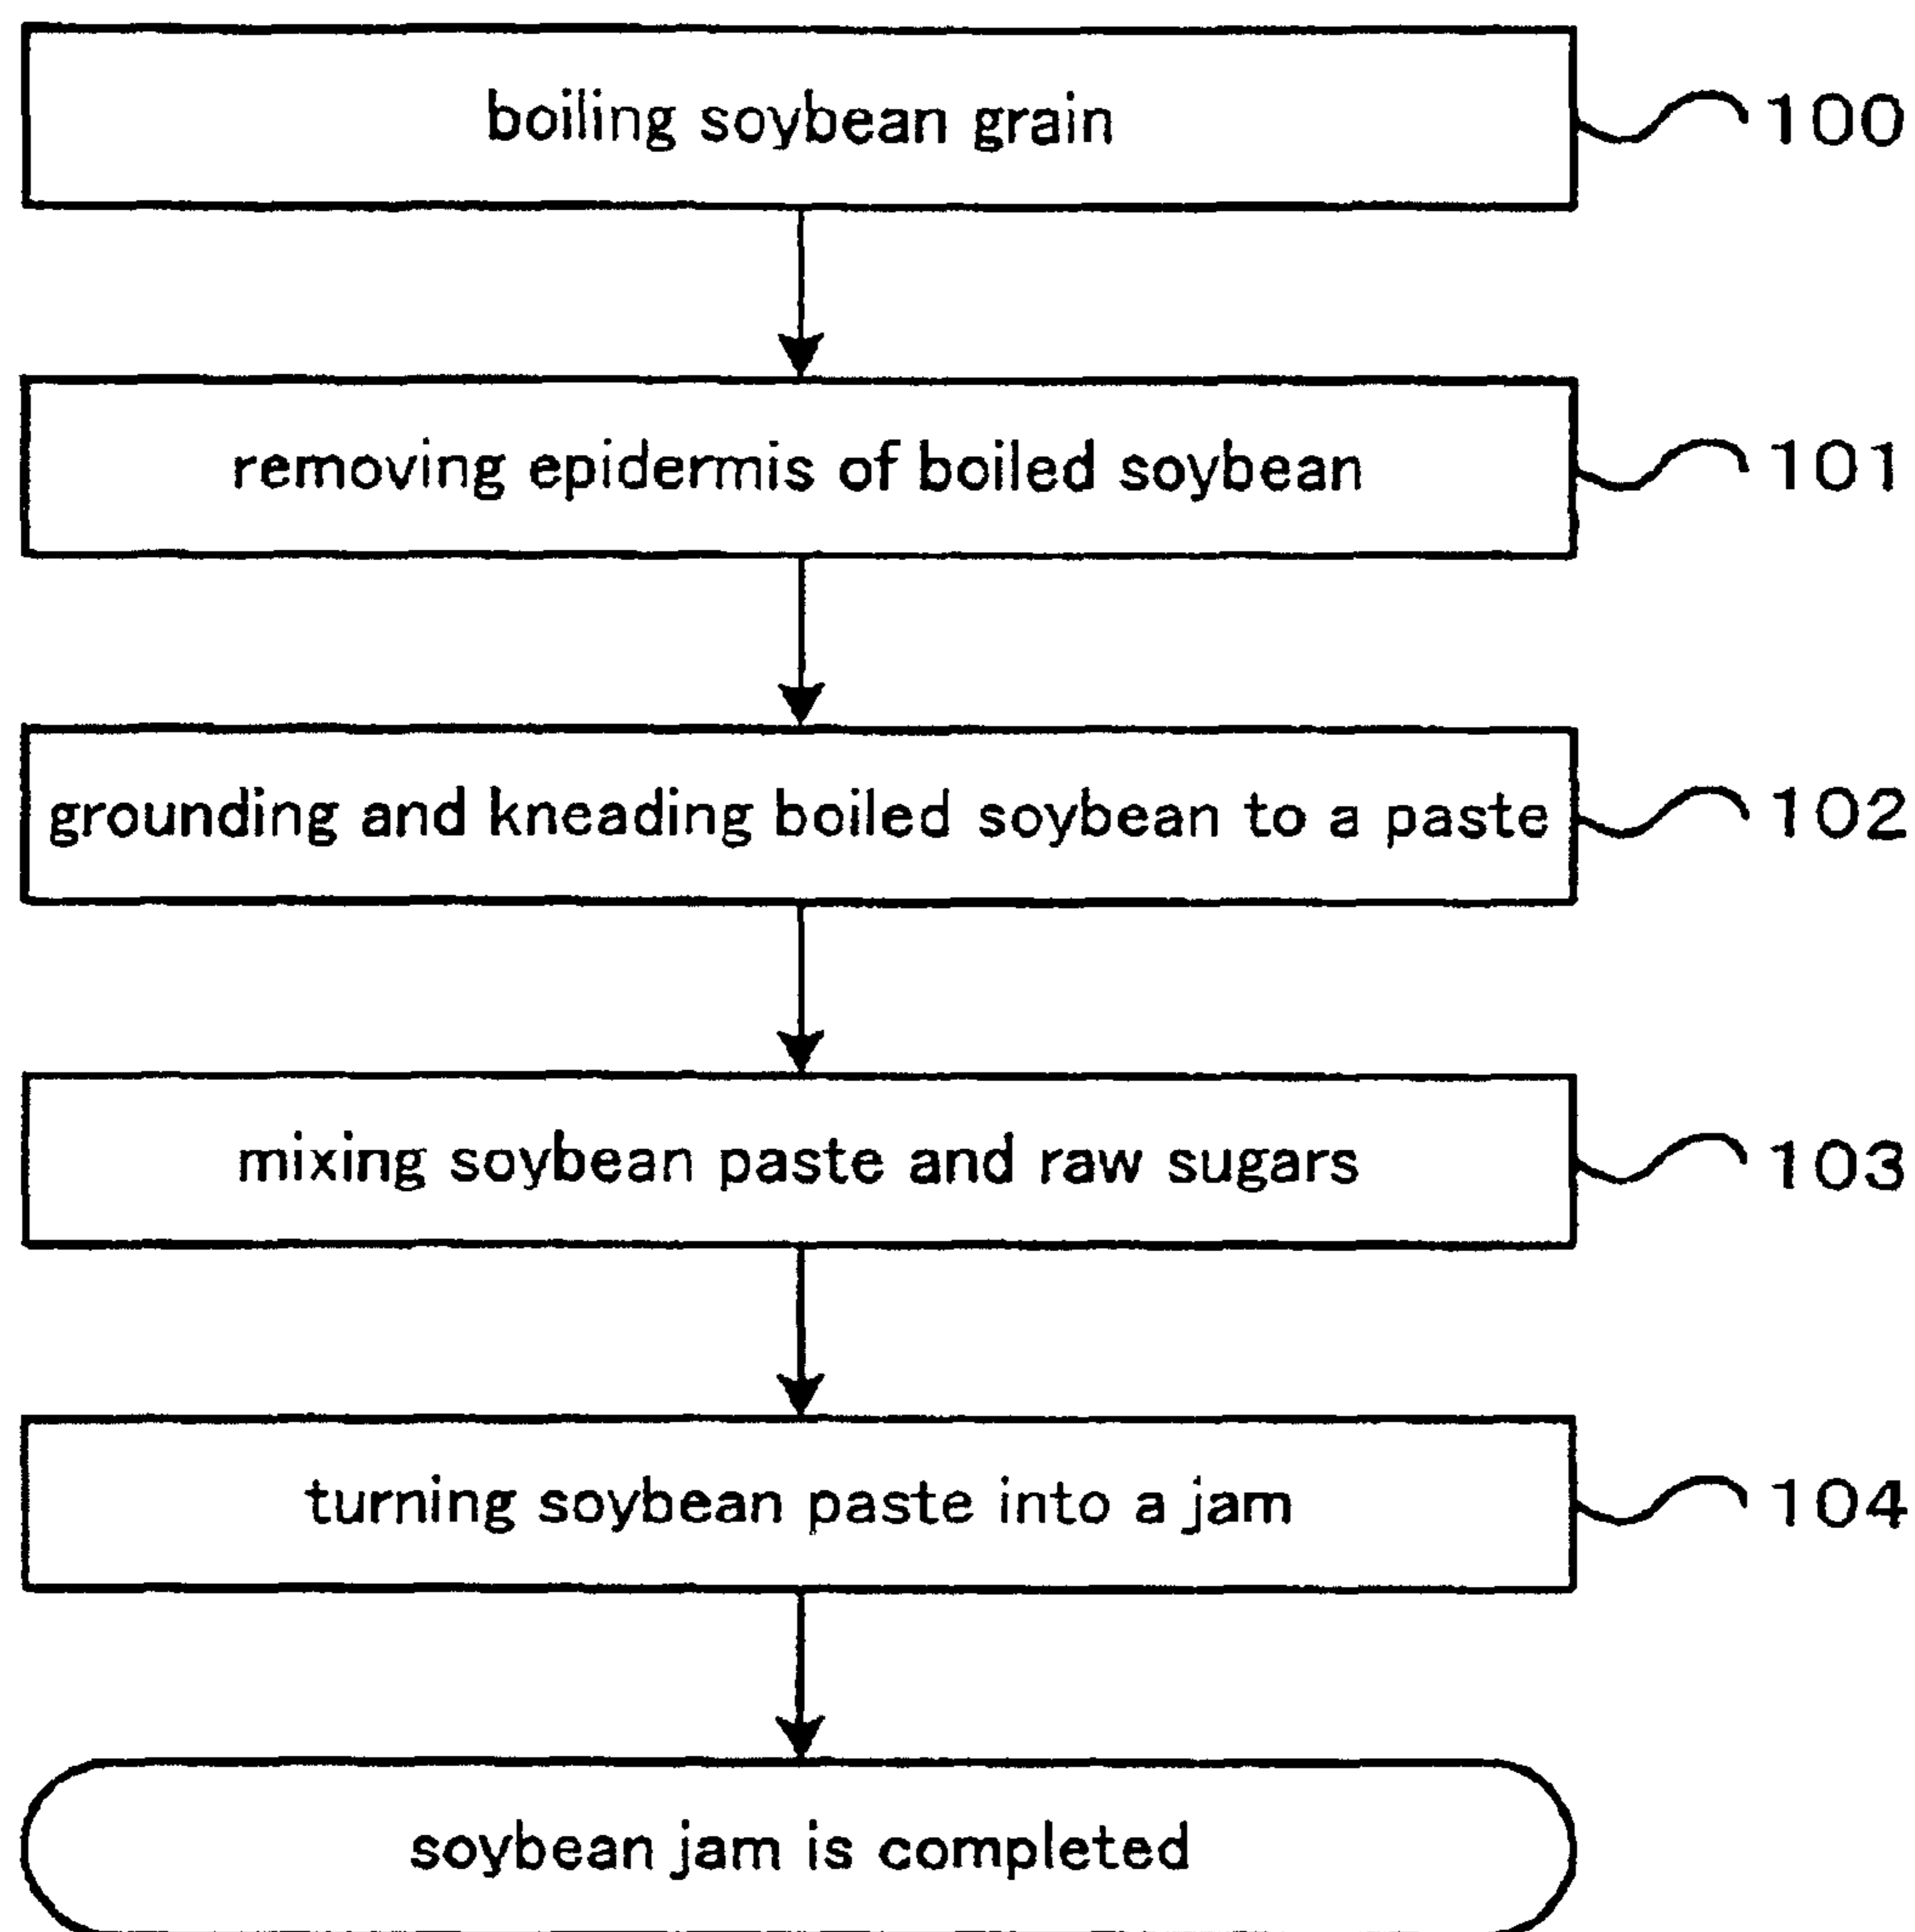 boiling soybean grain 100
removing epidermis of boiled soybean 101
grounding and kneading boiled soybean to a paste 102
mixing soybean paste and raw sugars 103
turning soybean paste into a jam 104
soybean jam is completed